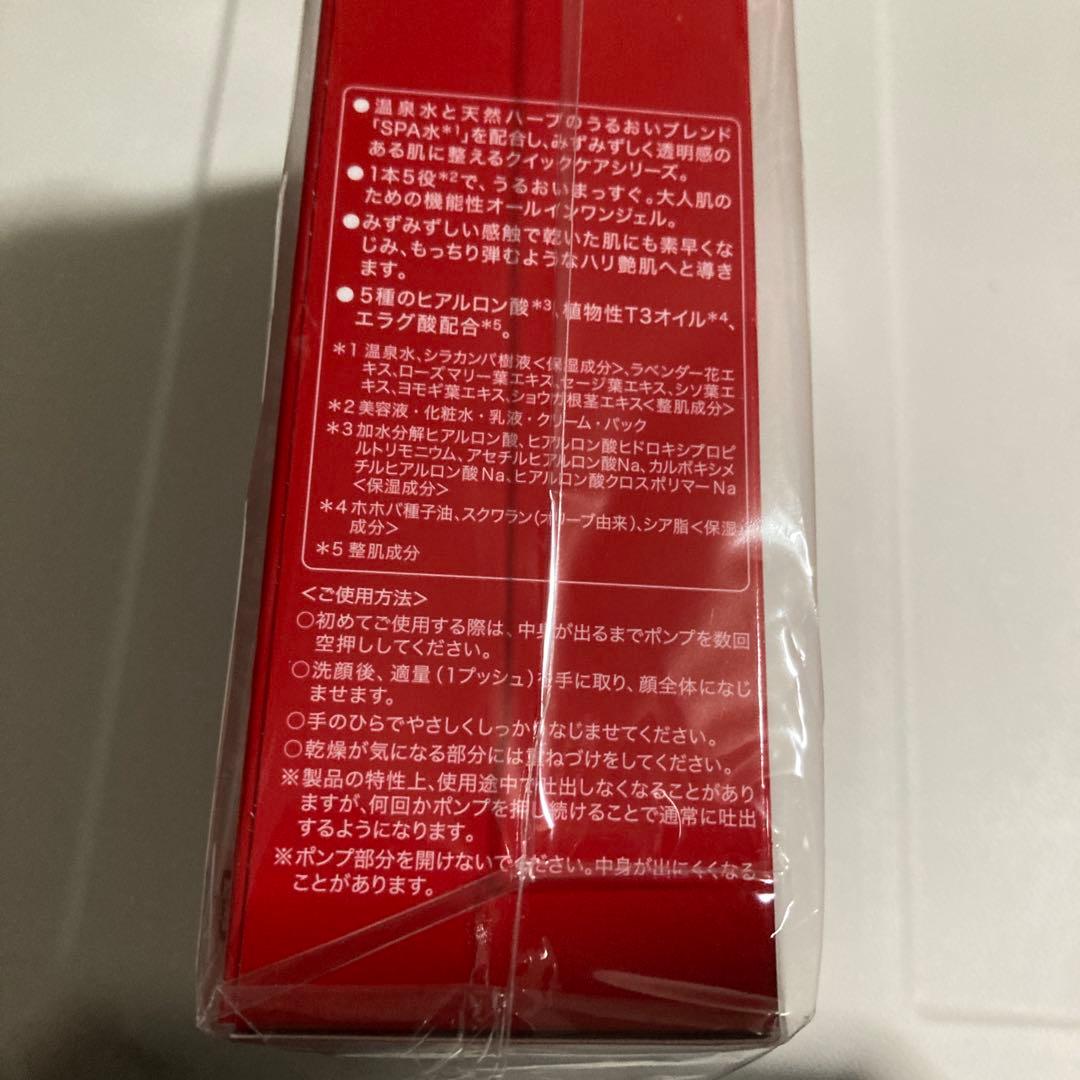 ●温泉水と天然ハーブのうるおいブレンド
「SPA水*1」を配合し、みずみずしく透明感の
ある肌に整えるクイックケアシリーズ。
●1本5役*2で、うるおいまっすぐ。大人肌の
ための機能性オールインワンジェル。
●みずみずしい感触で乾いた肌にも素早くな
じみ、もっちり弾むようなハリ艶肌へと導き
ます。
●5種のヒアルロン酸*3、植物性T3オイル*4、
エラグ酸配合*5。
*1 温泉水、シラカンバ樹液<保湿成分>、ラベンダー花エ
キス、ローズマリー葉エキス、セージ葉エキス、シソ葉エ
キス、ヨモギ葉エキス、ショウガ根茎エキス<整肌成分>
*2 美容液・化粧水・乳液・クリーム・パック
*3 加水分解ヒアルロン酸、ヒアルロン酸ヒドロキシプロピ
ルトリモニウム、アセチルヒアルロン酸Na、カルボキシメ
チルヒアルロン酸Na、ヒアルロン酸クロスポリマーNa
<保湿成分>
*4 ホホバ種子油、スクワラン(オリーブ由来)、シア脂<保湿
成分>
*5 整肌成分
<ご使用方法>
○初めてご使用する際は、中身が出るまでポンプを数回
空押ししてください。
○洗顔後、適量(1プッシュ)を手に取り、顔全体になじ
ませます。
○手のひらでやさしくしっかりなじませてください。
○乾燥が気になる部分には重ねづけをしてください。
※製品の特性上、使用途中で吐出しなくなることがあり
ますが、何回かポンプを押し続けることで通常に吐出
するようになります。
※ポンプ部分を開けないでください。中身が出にくくなる
ことがあります。